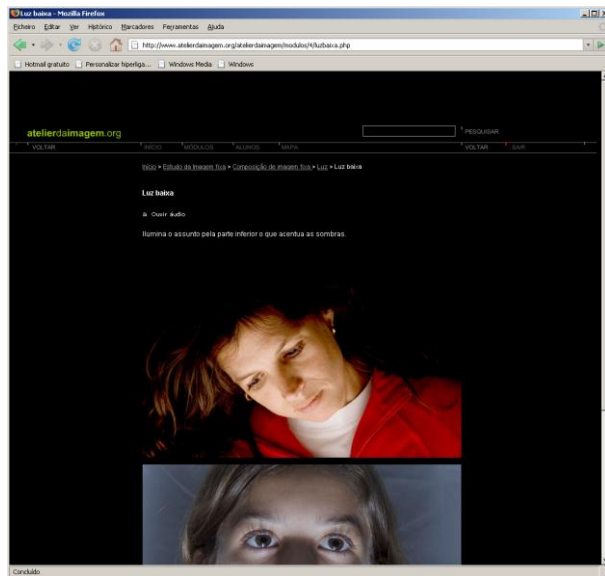 Luz baixa - Mozilla Firefox
Ficheiro Editar Ver Histórico Marcadores Ferramentas Ajuda
http://www.atelierdaimagem.org/atelierdaimagem/modulos/4/luzbaixa.php
Hotmail gratuito Personalizar hiperliga... Windows Media Windows
atelierdaimagem.org PESQUISAR
VOLTAR INÍCIO MÓDULOS ALUNOS MAPA VOLTAR SAIR
Início > Estudo da Imagem fixa > Composição de imagem fixa > Luz > Luz baixa
Luz baixa
Ouvir áudio
Ilumina o assunto pela parte inferior o que acentua as sombras.
Concluído